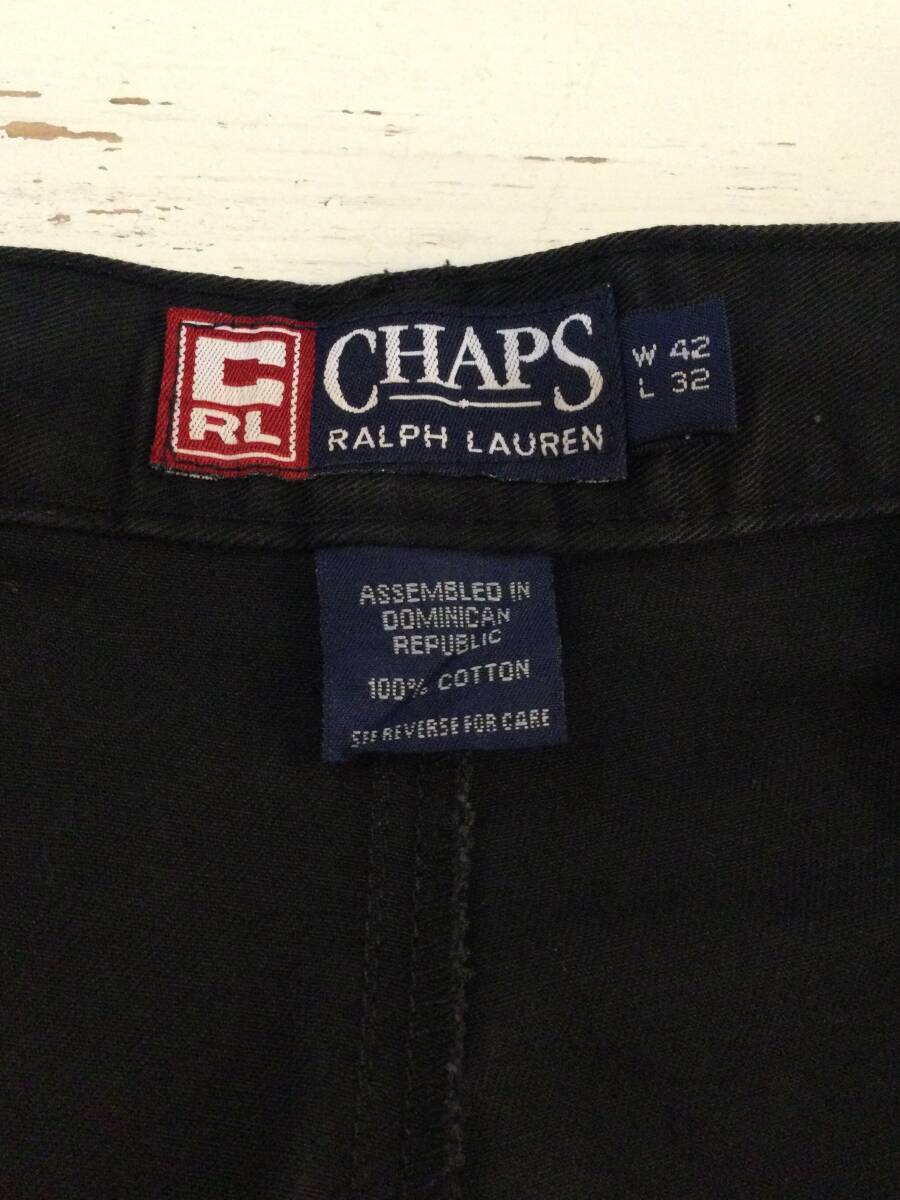 C
RL
CHAPS
RALPH LAUREN
W 42
L 32
ASSEMBLED IN
DOMINICAN
REPUBLIC
100% COTTON
SEE REVERSE FOR CARE